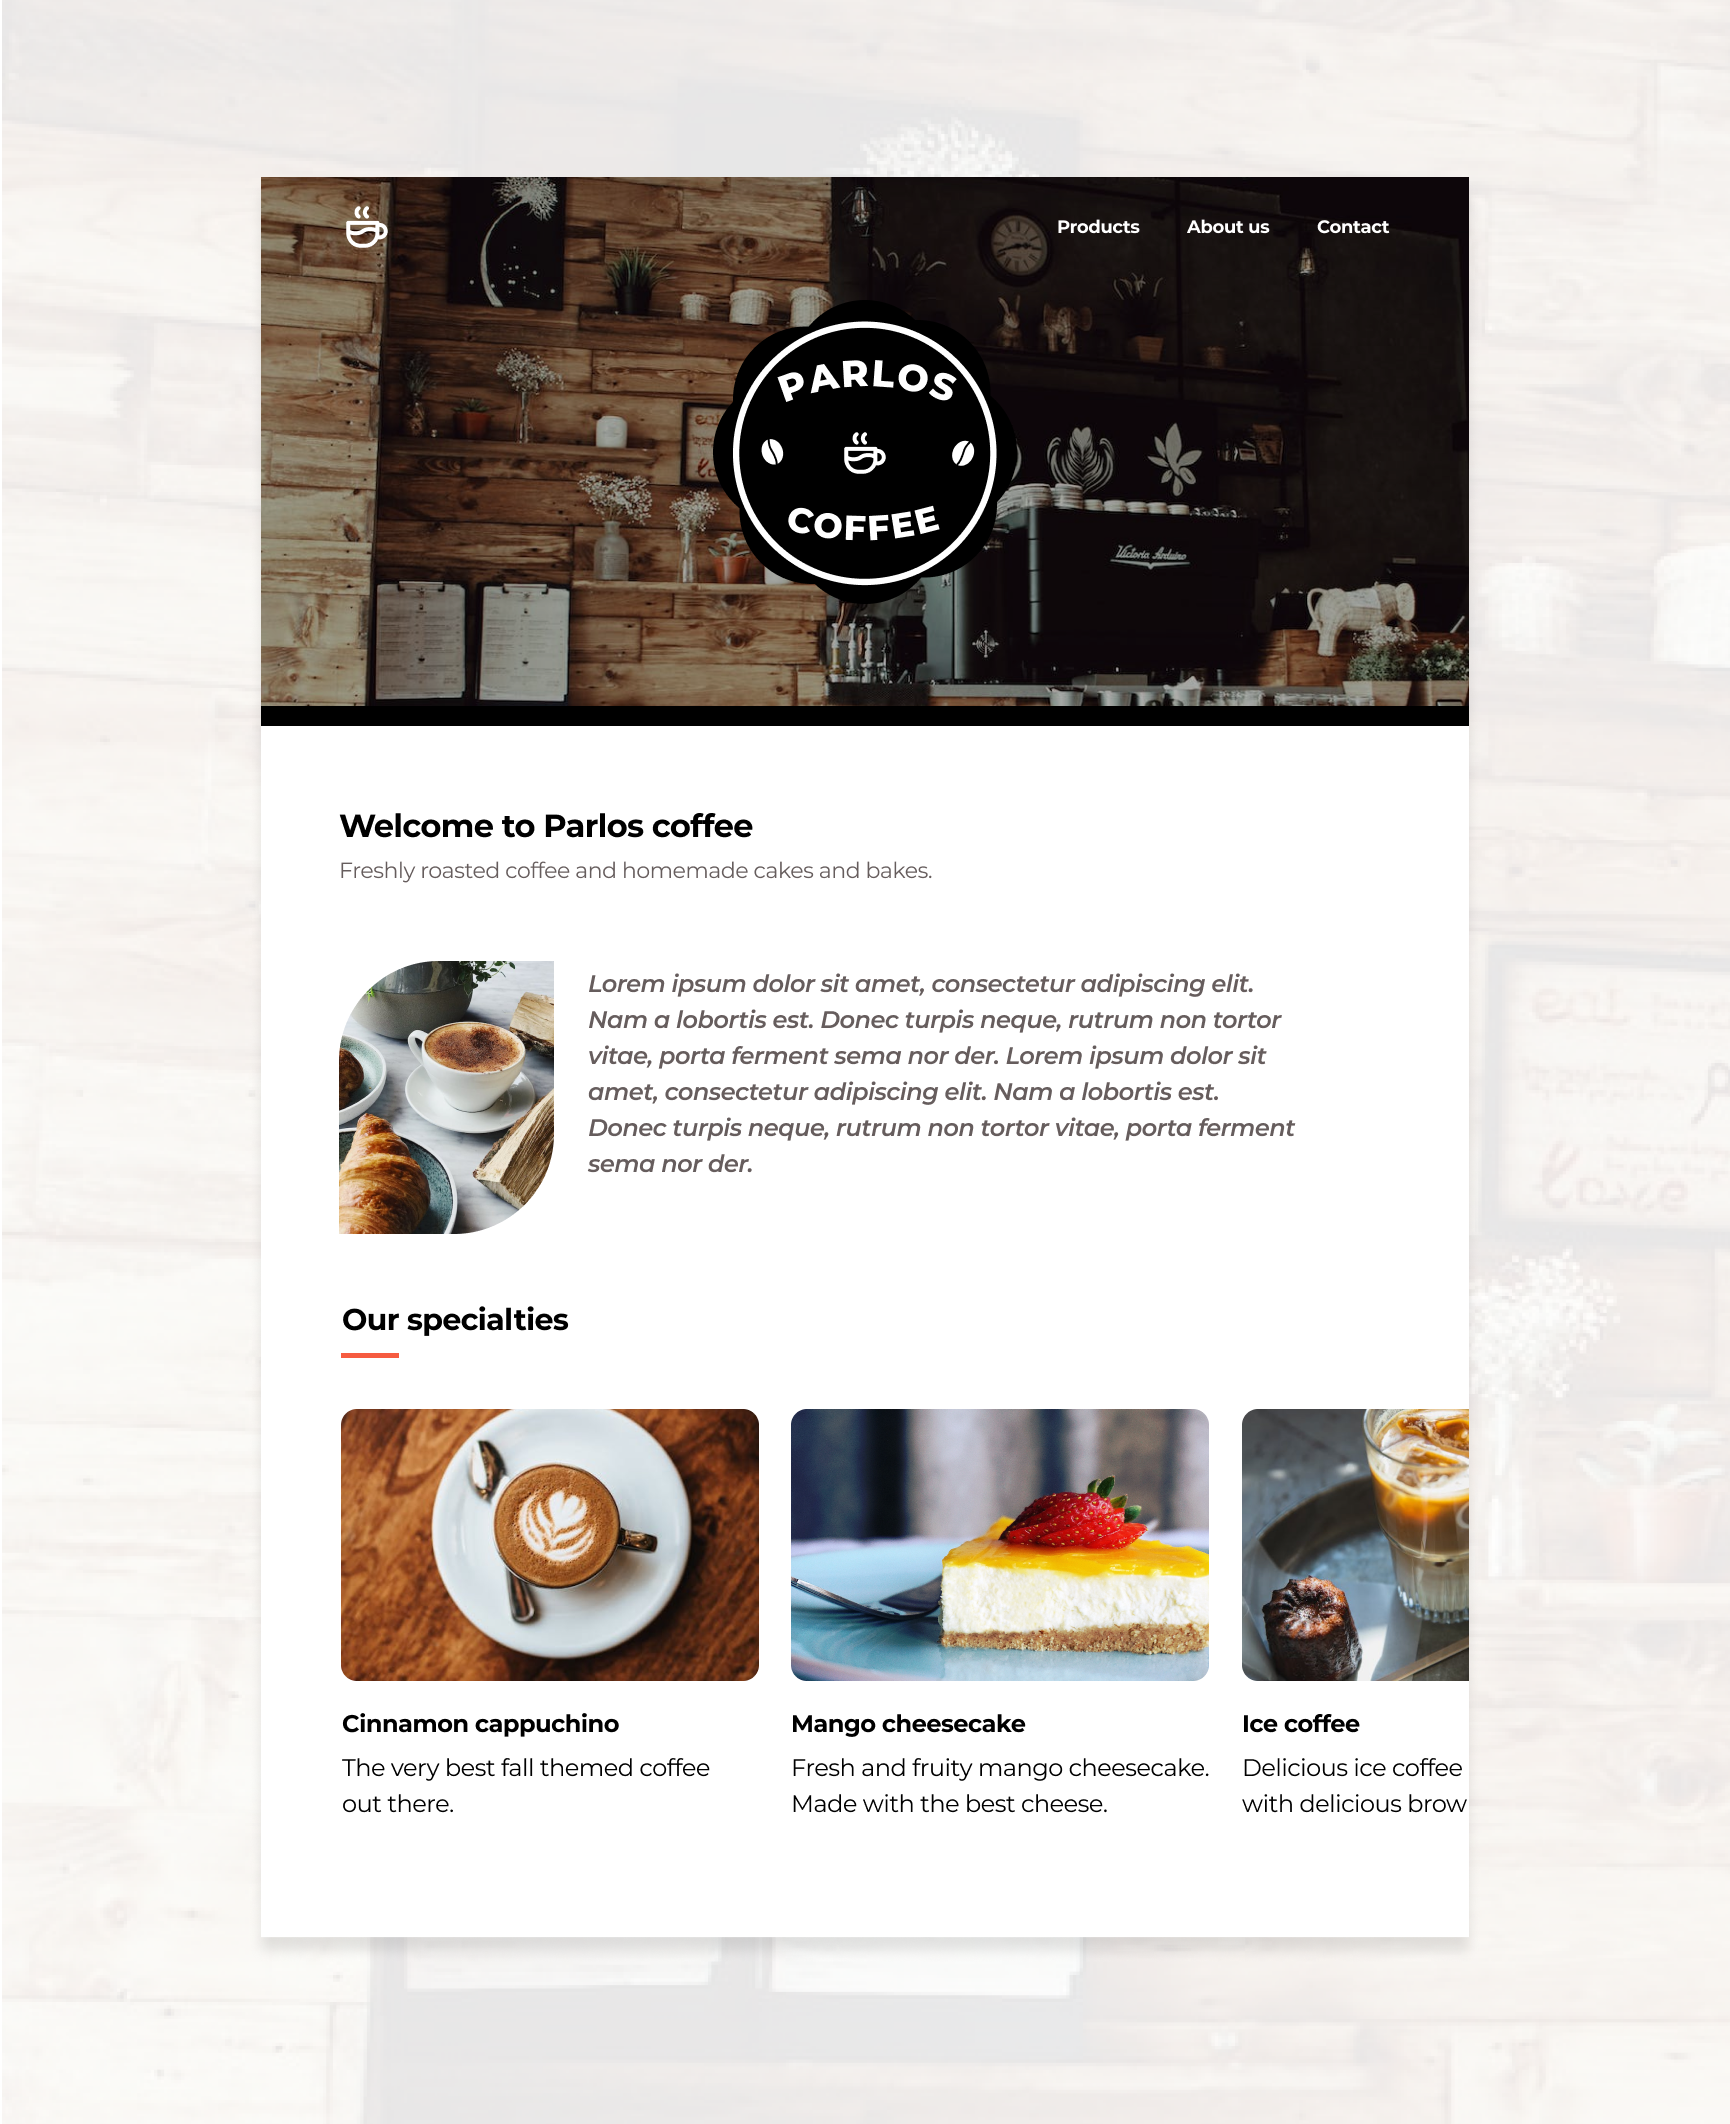 Products About us Contact
PARLOS
COFFEE
Victoria Arduino
Welcome to Parlos coffee
Freshly roasted coffee and homemade cakes and bakes.
Lorem ipsum dolor sit amet, consectetur adipiscing elit.
Nam a lobortis est. Donec turpis neque, rutrum non tortor
vitae, porta ferment sema nor der. Lorem ipsum dolor sit
amet, consectetur adipiscing elit. Nam a lobortis est.
Donec turpis neque, rutrum non tortor vitae, porta ferment
sema nor der.
Our specialties
Cinnamon cappuchino
The very best fall themed coffee
out there.
Mango cheesecake
Fresh and fruity mango cheesecake.
Made with the best cheese.
Ice coffee
Delicious ice coffee
with delicious brow